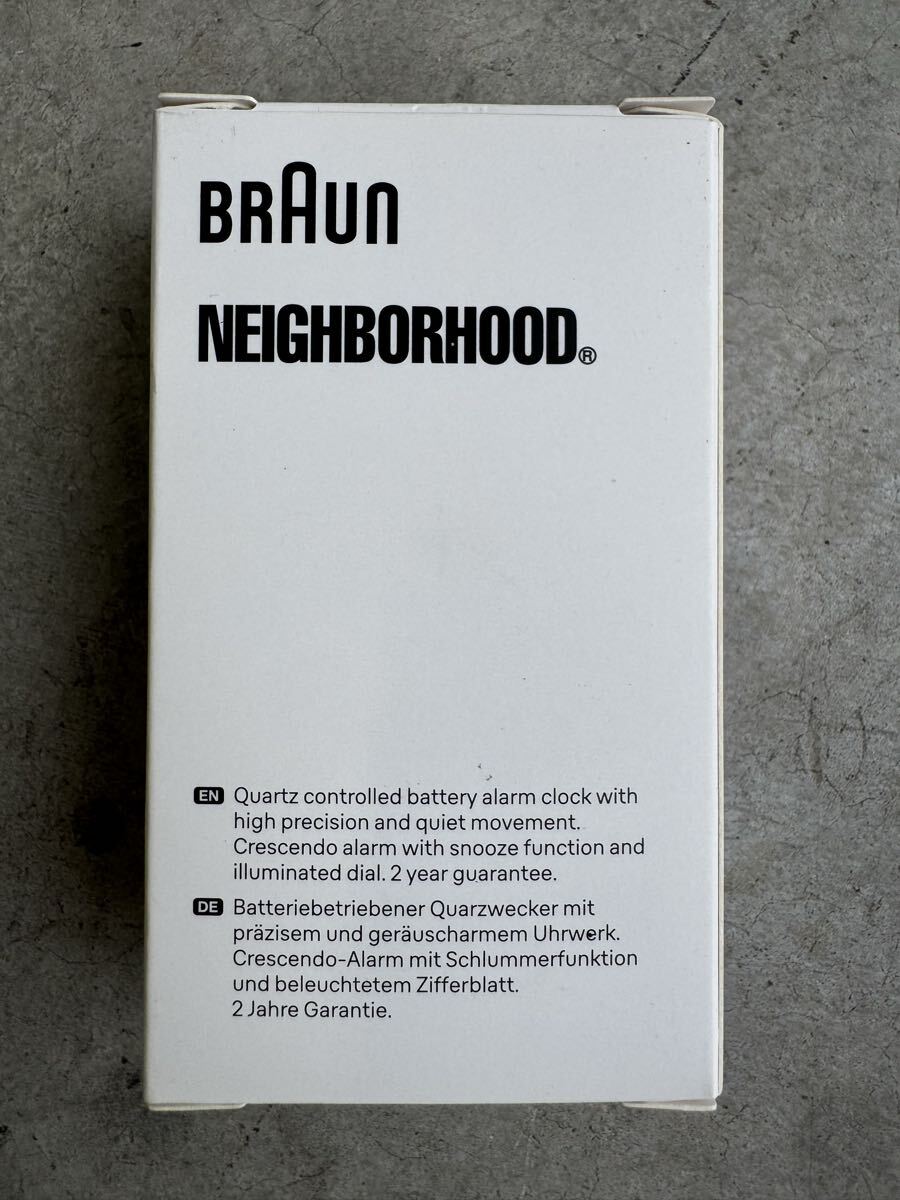 BRAUN
NEIGHBORHOOD®
EN Quartz controlled battery alarm clock with
high precision and quiet movement.
Crescendo alarm with snooze function and
illuminated dial. 2 year guarantee.
DE Batteriebetriebener Quarzwecker mit
präzisem und geräuscharmem Uhrwerk.
Crescendo-Alarm mit Schlummerfunktion
und beleuchtetem Zifferblatt.
2 Jahre Garantie.